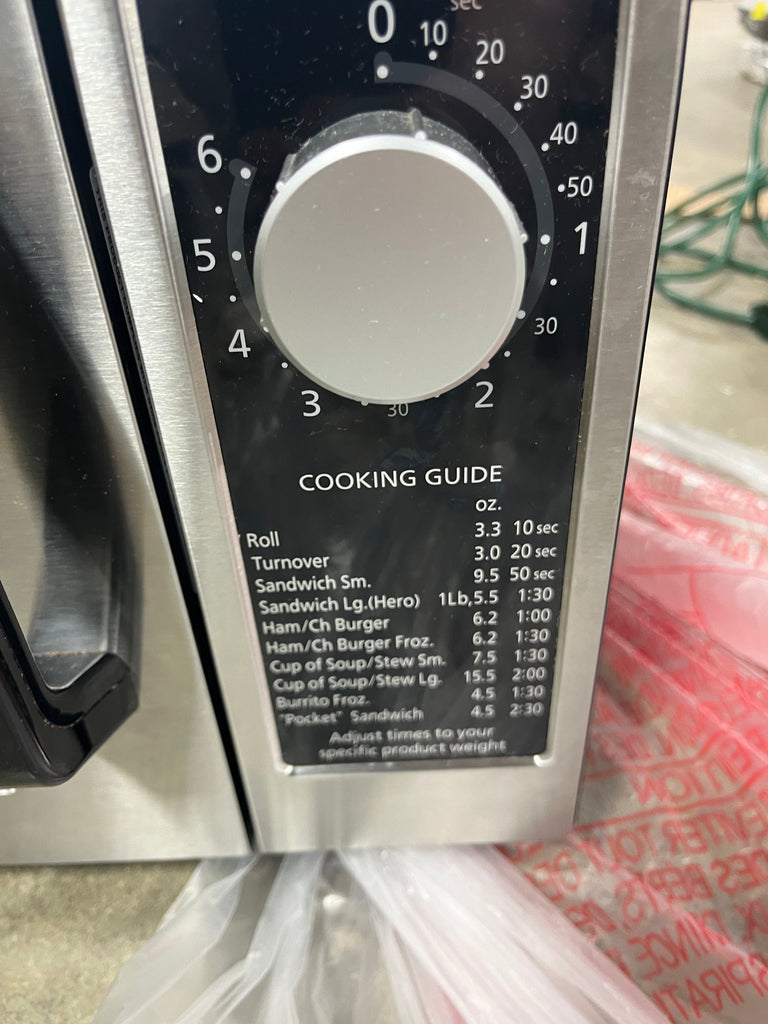 sec
0
10
20
30
40
50
1
30
2
30
3
4
5
6
COOKING GUIDE
oz.
Roll 3.3 10 sec
Turnover 3.0 20 sec
Sandwich Sm. 9.5 50 sec
Sandwich Lg.(Hero) 1Lb,5.5 1:30
Ham/Ch Burger 6.2 1:00
Ham/Ch Burger Froz. 6.2 1:30
Cup of Soup/Stew Sm. 7.5 1:30
Cup of Soup/Stew Lg. 15.5 2:00
Burrito Froz. 4.5 1:30
"Pocket" Sandwich 4.5 2:30
Adjust times to your
specific product weight